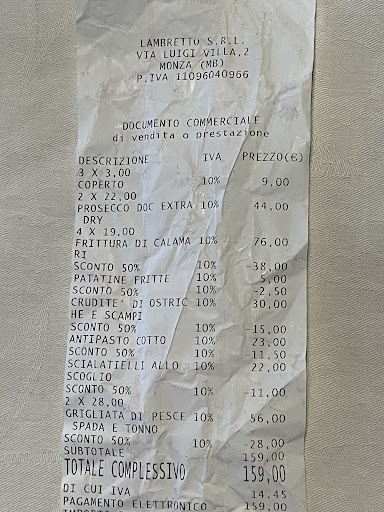 LAMBRETTO S.R.L.
VIA LUIGI VILLA,2
MONZA (MB)
P.IVA 11096040966
DOCUMENTO COMMERCIALE
di vendita o prestazione
DESCRIZIONE IVA PREZZO(€)
3 X 3,00
COPERTO 10% 9,00
2 X 22,00
PROSECCO DOC EXTRA 10% 44,00
DRY
4 X 19,00
FRITTURA DI CALAMA 10% 76,00
RI
SCONTO 50% 10% -38,00
PATATINE FRITTE 10% 5,00
SCONTO 50% 10% -2,50
CRUDITE' DI OSTRIC 10% 30,00
HE E SCAMPI
SCONTO 50% 10% -15,00
ANTIPASTO COTTO 10% 23,00
SCONTO 50% 10% -11,50
SCIALATIELLI ALLO 10% 22,00
SCOGLIO
SCONTO 50% 10% -11,00
2 X 28,00
GRIGLIATA DI PESCE 10% 56,00
SPADA E TONNO
SCONTO 50% 10% -28,00
SUBTOTALE 159,00
TOTALE COMPLESSIVO 159,00
DI CUI IVA 14,45
PAGAMENTO ELETTRONICO 159,00